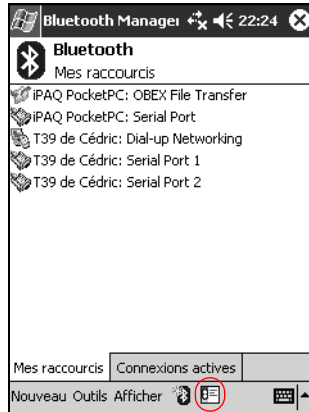 Bluetooth Manager 22:24
Bluetooth
Mes raccourcis
iPAQ PocketPC: OBEX File Transfer
iPAQ PocketPC: Serial Port
T39 de Cédric: Dial-up Networking
T39 de Cédric: Serial Port 1
T39 de Cédric: Serial Port 2
Mes raccourcis Connexions actives
Nouveau Outils Afficher